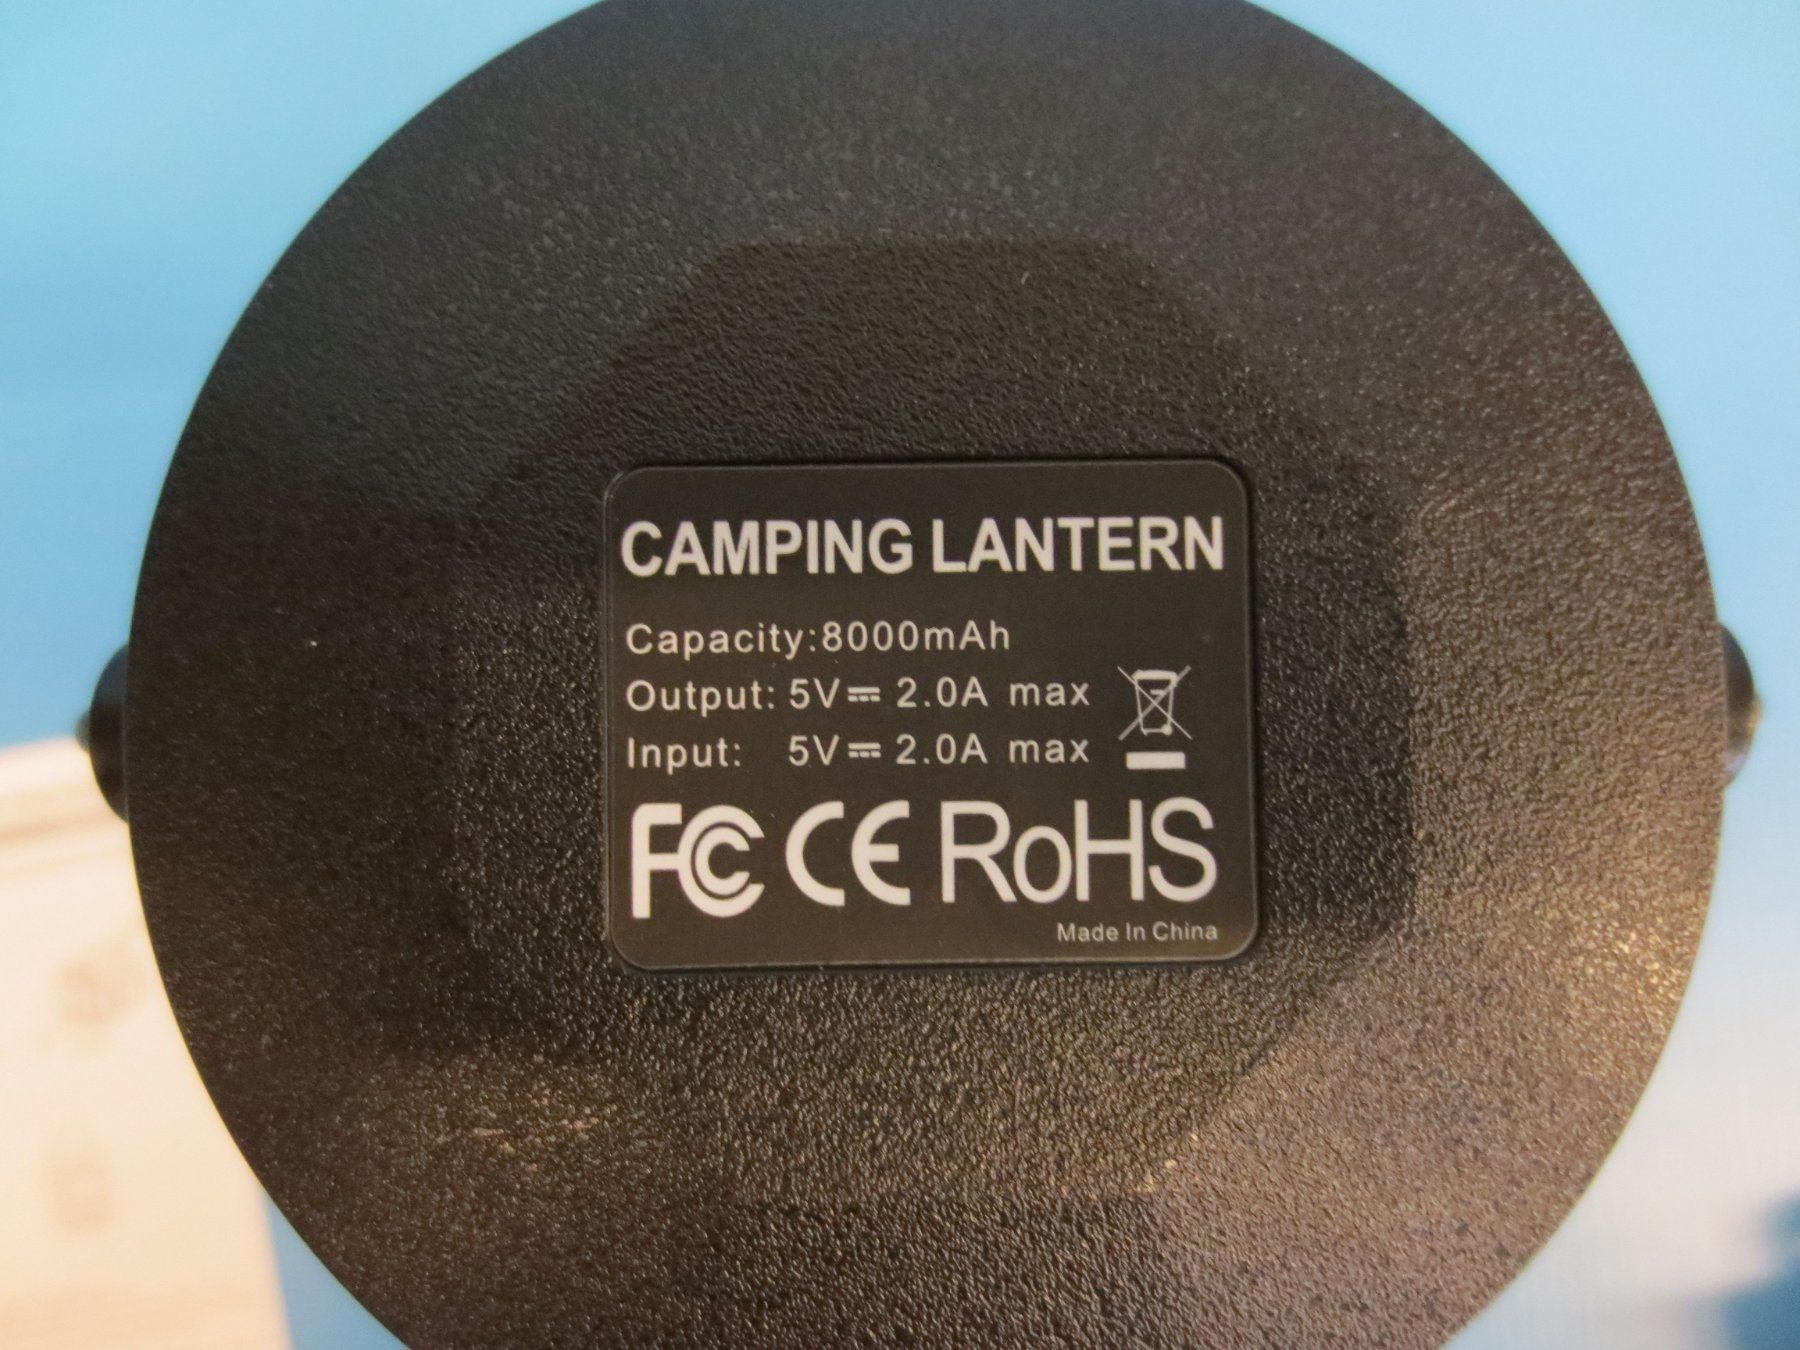 CAMPING LANTERN
Capacity:8000mAh
Output: 5V⎓ 2.0A max
Input: 5V⎓ 2.0A max
FC CE RoHS
Made In China